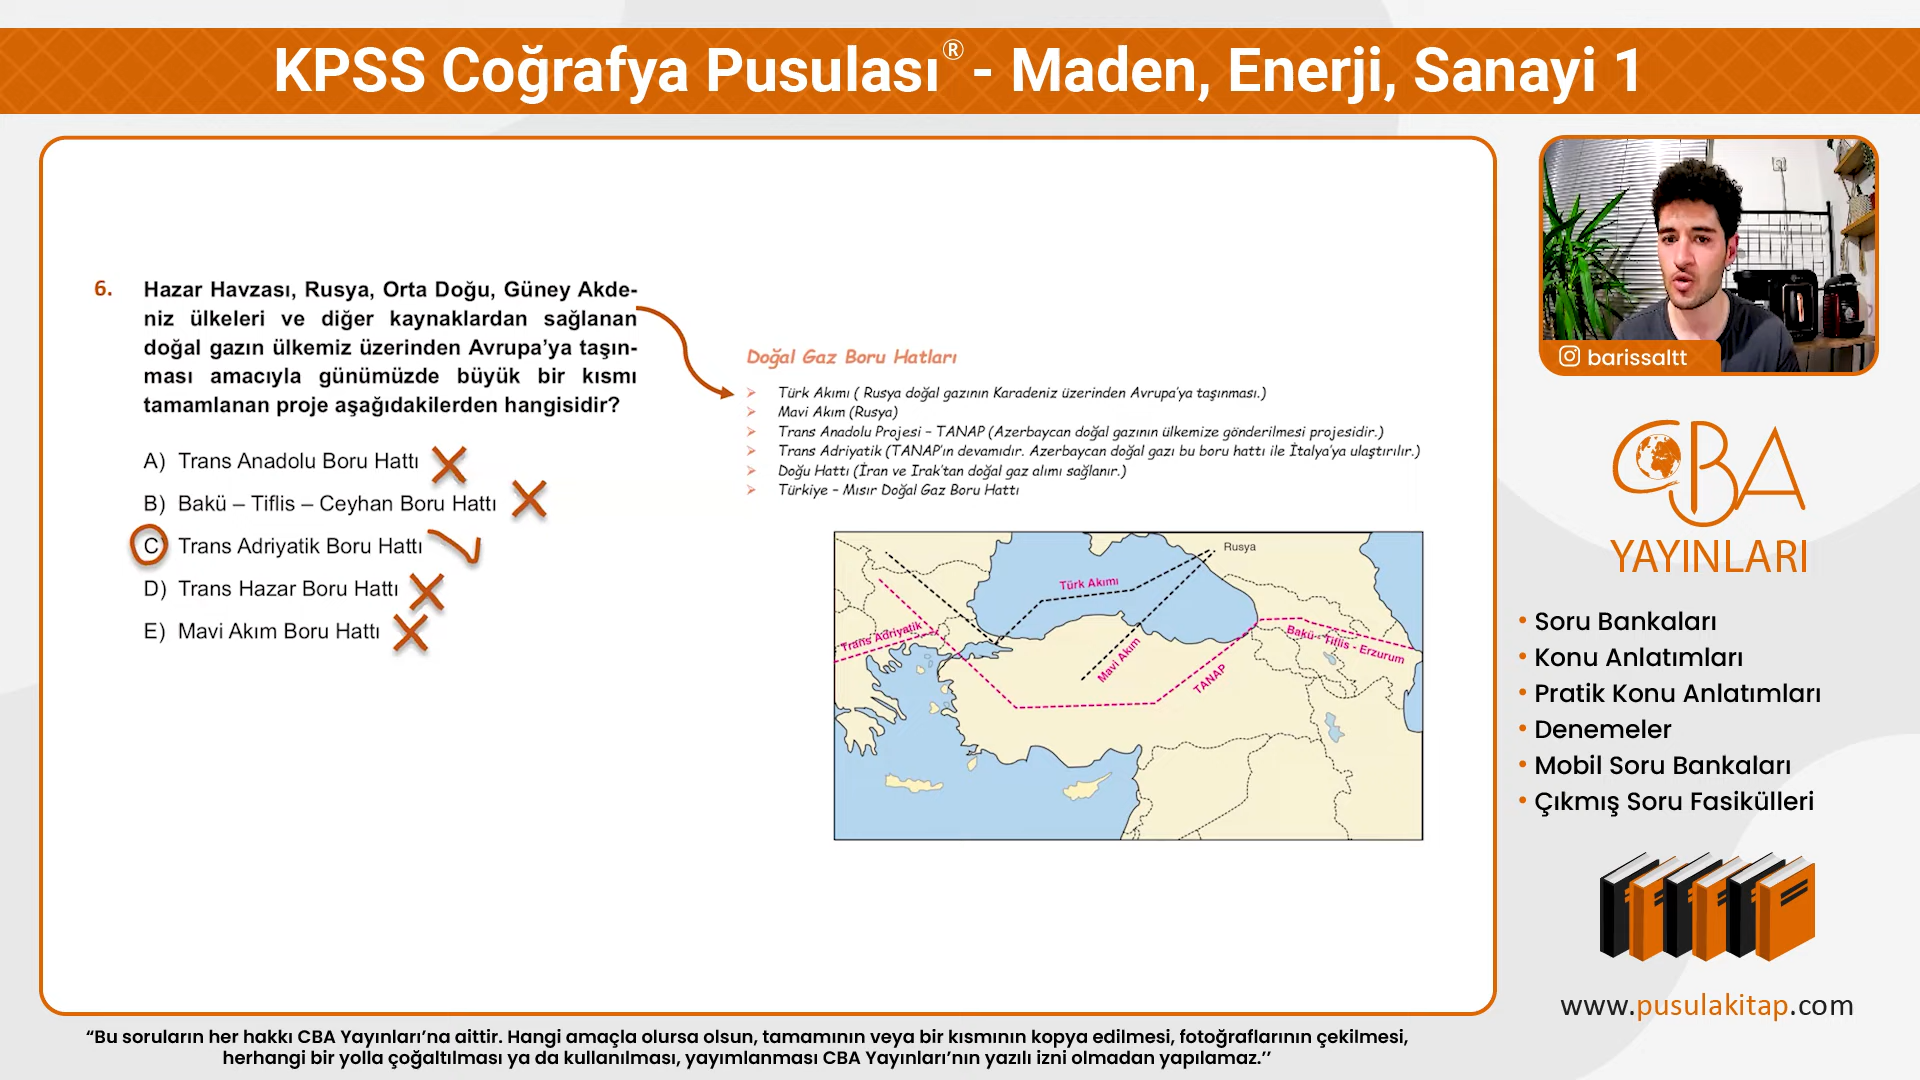 KPSS Coğrafya Pusulası® - Maden, Enerji, Sanayi 1
6. Hazar Havzası, Rusya, Orta Doğu, Güney Akde-
niz ülkeleri ve diğer kaynaklardan sağlanan
doğal gazın ülkemiz üzerinden Avrupa’ya taşın-
ması amacıyla günümüzde büyük bir kısmı
tamamlanan proje aşağıdakilerden hangisidir?
A) Trans Anadolu Boru Hattı
B) Bakü – Tiflis – Ceyhan Boru Hattı
C) Trans Adriyatik Boru Hattı
D) Trans Hazar Boru Hattı
E) Mavi Akım Boru Hattı
Doğal Gaz Boru Hatları
Türk Akımı ( Rusya doğal gazının Karadeniz üzerinden Avrupa’ya taşınması.)
Mavi Akım (Rusya)
Trans Anadolu Projesi – TANAP (Azerbaycan doğal gazının ülkemize gönderilmesi projesidir.)
Trans Adriyatik (TANAP’ın devamıdır. Azerbaycan doğal gazı bu boru hattı ile İtalya’ya ulaştırılır.)
Doğu Hattı (İran ve Irak’tan doğal gaz alımı sağlanır.)
Türkiye – Mısır Doğal Gaz Boru Hattı
Rusya
Türk Akımı
Trans Adriyatik
Mavi Akım
TANAP
Bakü - Tiflis - Erzurum
barissaltt
CBA
YAYINLARI
• Soru Bankaları
• Konu Anlatımları
• Pratik Konu Anlatımları
• Denemeler
• Mobil Soru Bankaları
• Çıkmış Soru Fasikülleri
www.pusulakitap.com
“Bu soruların her hakkı CBA Yayınları’na aittir. Hangi amaçla olursa olsun, tamamının veya bir kısmının kopya edilmesi, fotoğraflarının çekilmesi,
herhangi bir yolla çoğaltılması ya da kullanılması, yayımlanması CBA Yayınları’nın yazılı izni olmadan yapılamaz.’’